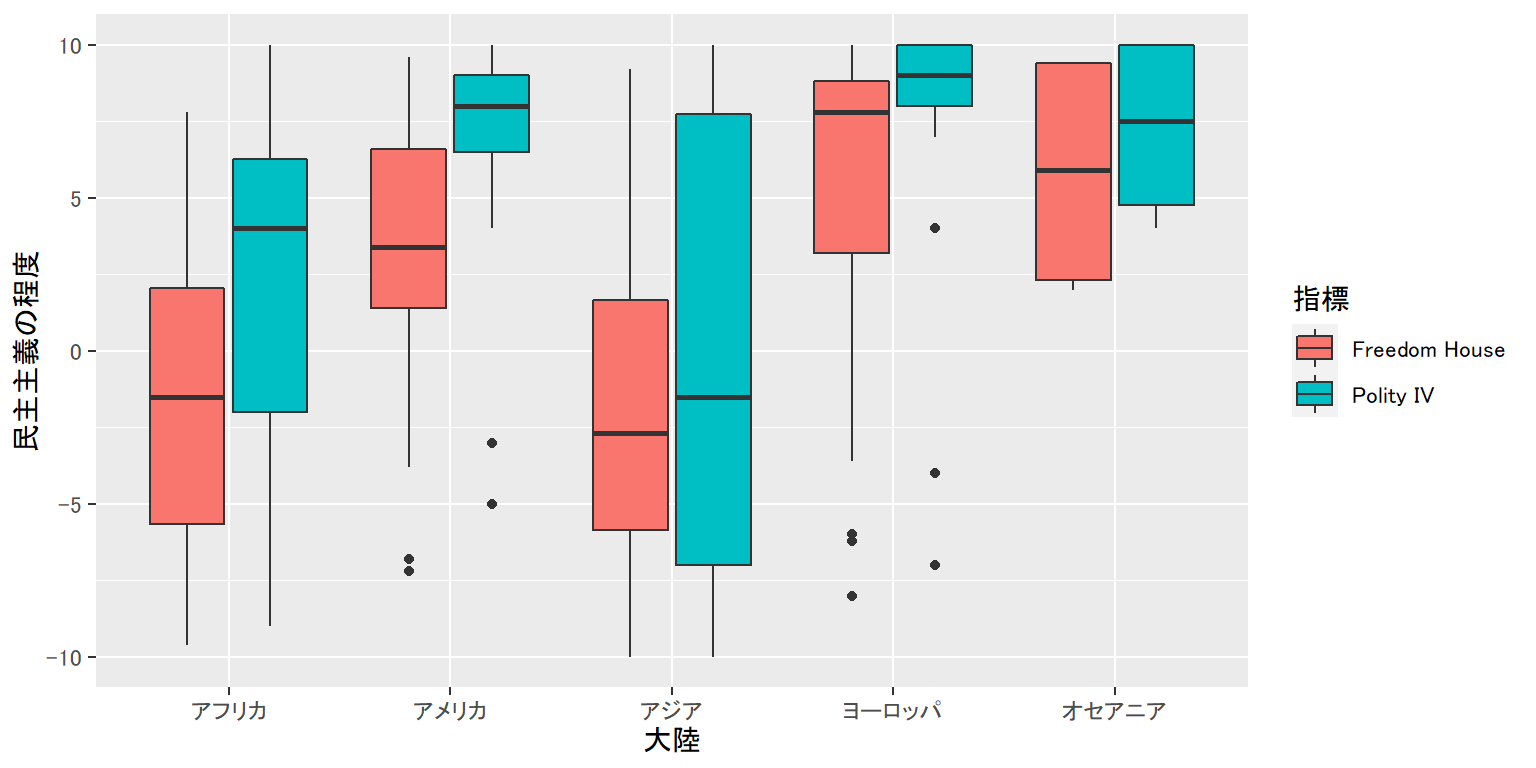 民主主義の程度
10
5
0
−5
−10
アフリカ
アメリカ
アジア
ヨーロッパ
オセアニア
大陸
指標
Freedom House
Polity IV